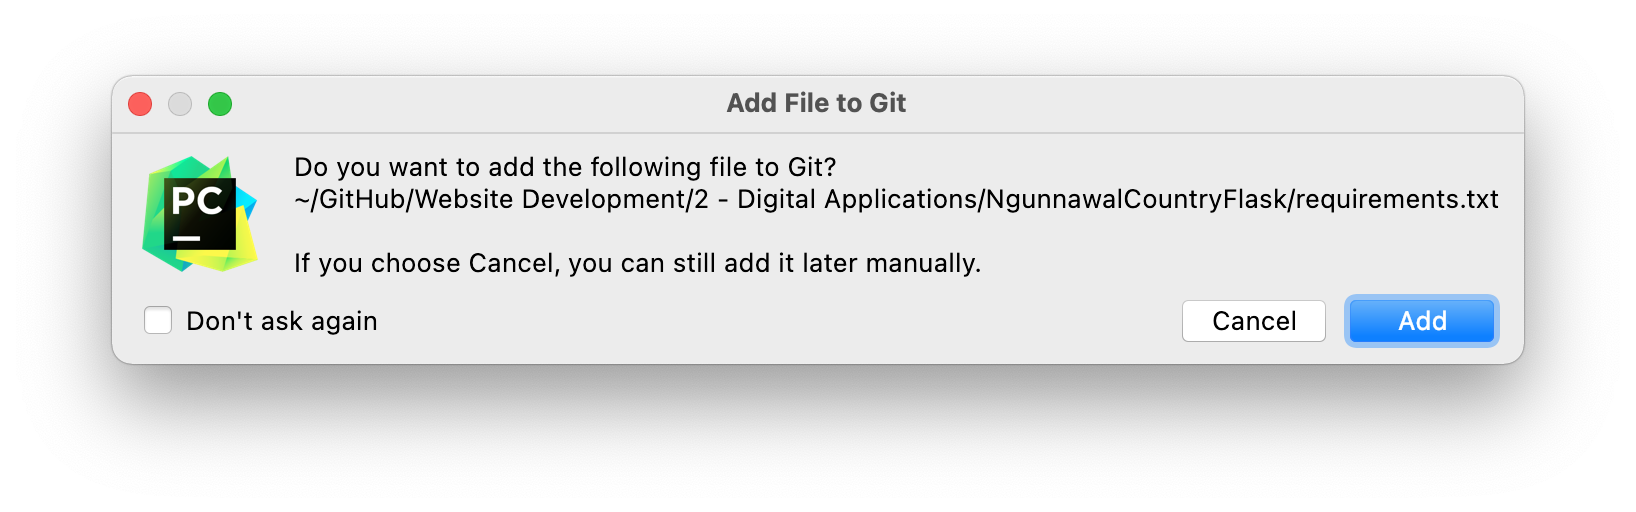 Add File to Git
PC
Do you want to add the following file to Git?
~/GitHub/Website Development/2 - Digital Applications/NgunnawalCountryFlask/requirements.txt
If you choose Cancel, you can still add it later manually.
Don't ask again
Cancel
Add